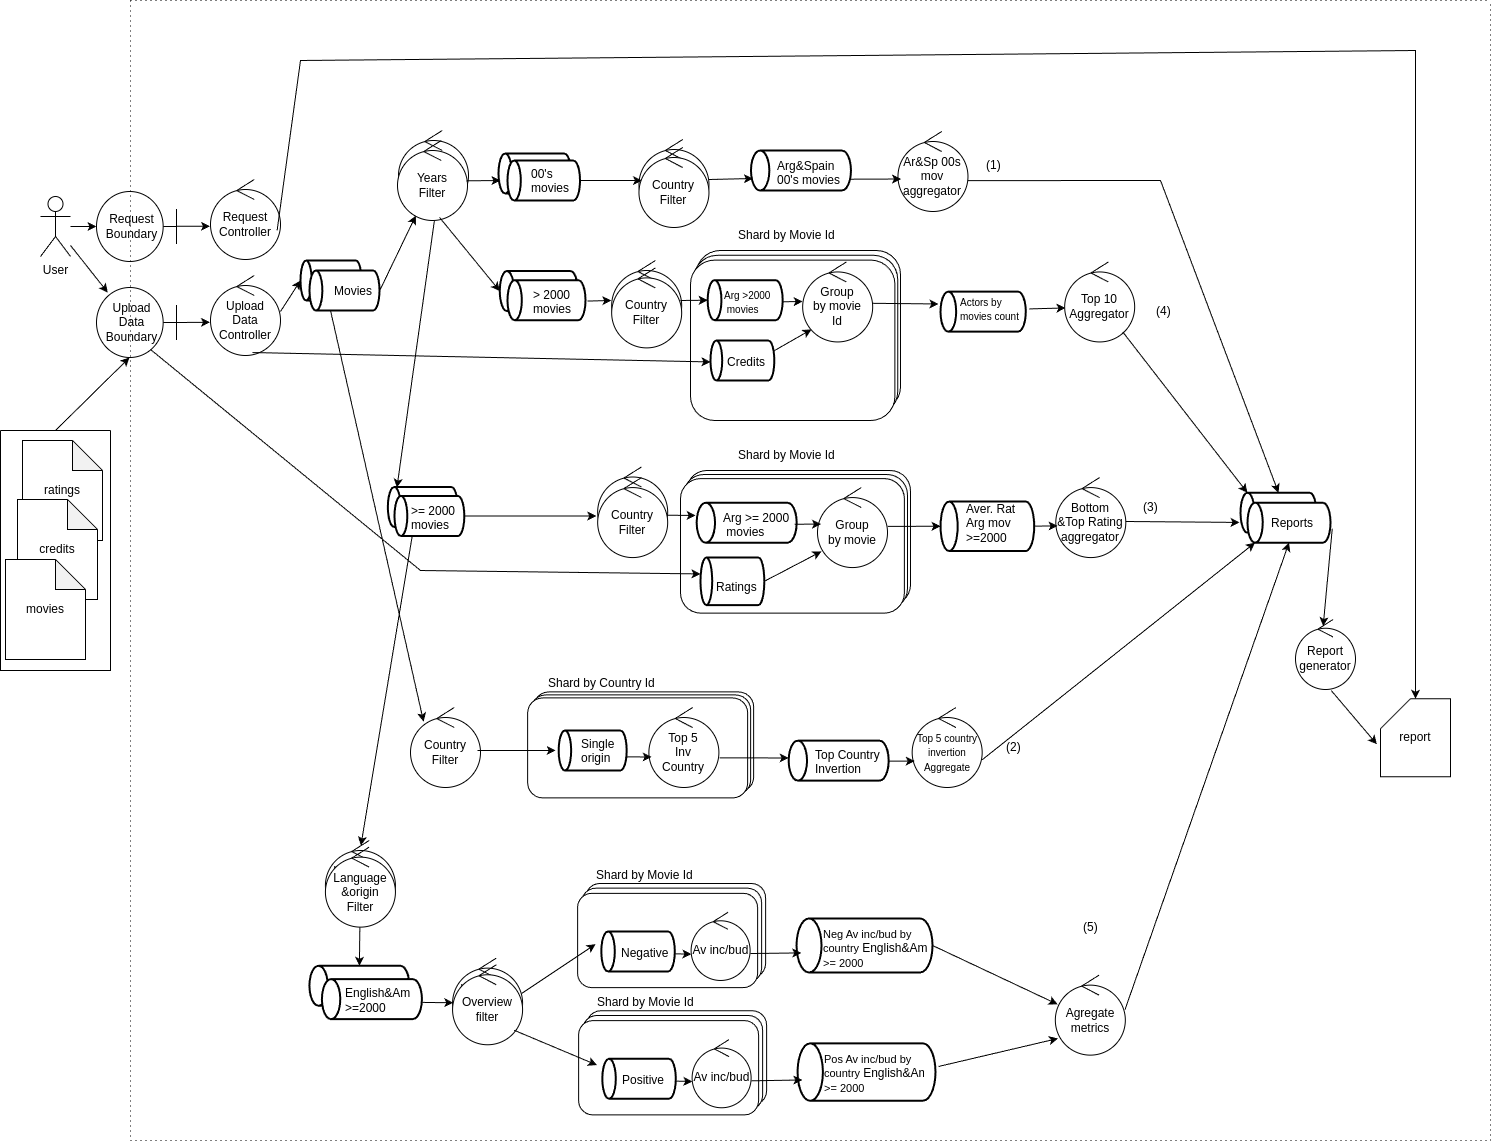 User
Request
Boundary
Request
Controller
Upload
Data
Boundary
Upload
Data
Controller
ratings
credits
movies
Movies
Years
Filter
00's
movies
Country
Filter
Arg&Spain
00's movies
Ar&Sp 00s
mov
aggregator
(1)
Shard by Movie Id
> 2000
movies
Country
Filter
Arg >2000
movies
Credits
Group
by movie
Id
Actors by
movies count
Top 10
Aggregator
(4)
Shard by Movie Id
>= 2000
movies
Country
Filter
Arg >= 2000
movies
Ratings
Group
by movie
Aver. Rat
Arg mov
>=2000
Bottom
&Top Rating
aggregator
(3)
Reports
Report
generator
report
Shard by Country Id
Country
Filter
Single
origin
Top 5
Inv
Country
Top Country
Invertion
Top 5 country
invertion
Aggregate
(2)
Language
&origin
Filter
English&Am
>=2000
Overview
filter
Shard by Movie Id
Negative
Av inc/bud
Neg Av inc/bud by
country English&Am
>= 2000
(5)
Shard by Movie Id
Positive
Av inc/bud
Pos Av inc/bud by
country English&An
>= 2000
Agregate
metrics